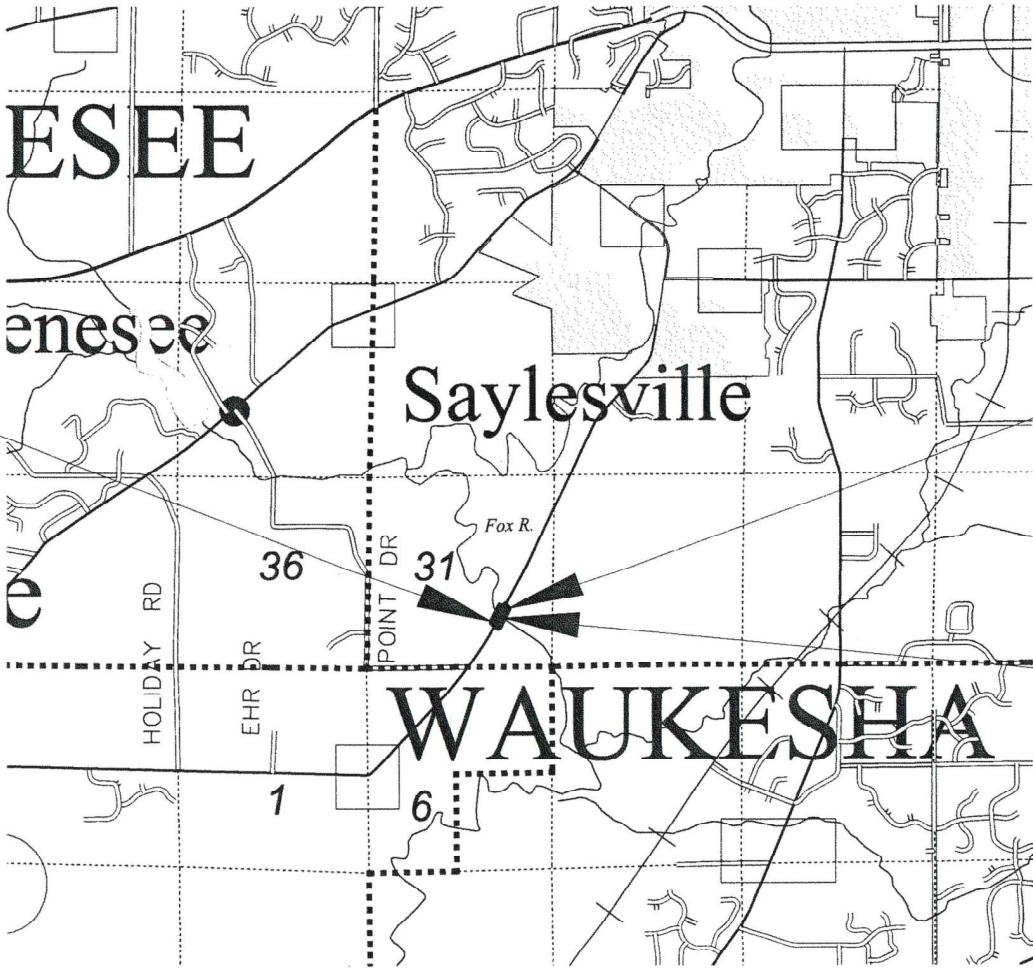 ESEE
enesee
Saylesville
Fox R.
36
31
POINT DR
e
HOLIDAY RD
EHR DR
WAUKESHA
1
6